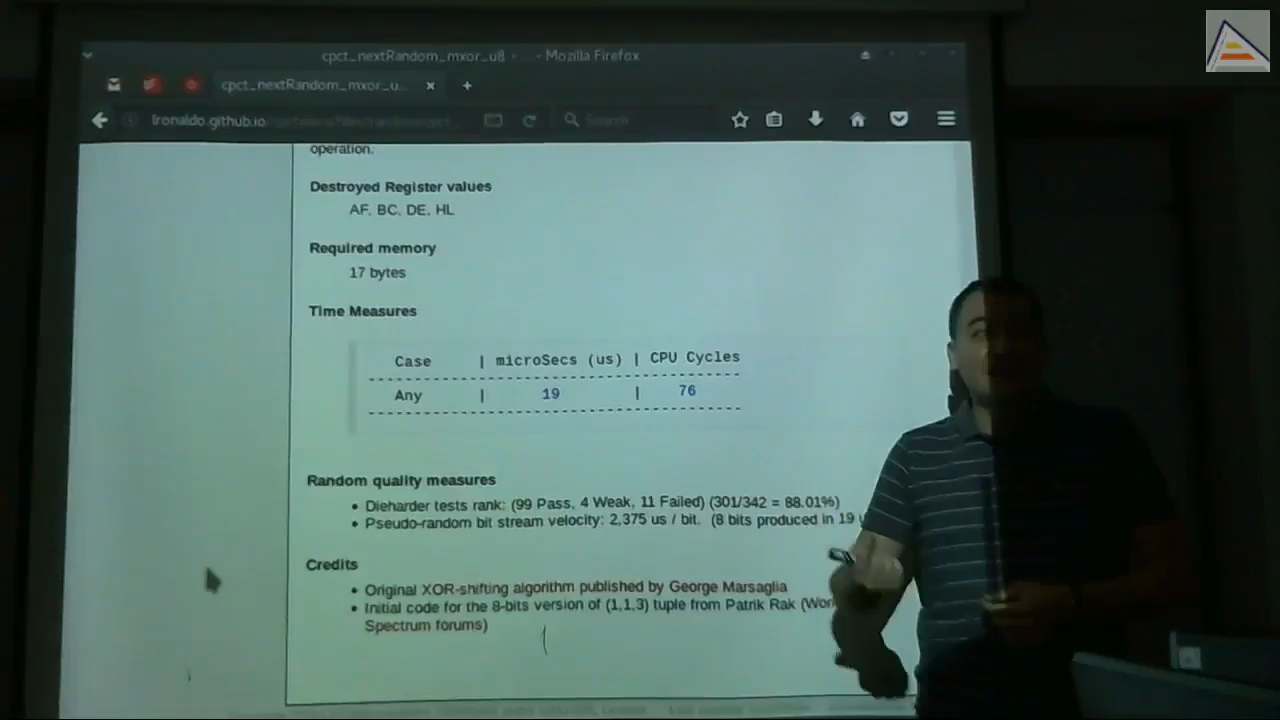 cpct_nextRandom_mxor_u8 - Mozilla Firefox
cpct_nextRandom_mxor_u...
lronaldo.github.io
Search
operation.
Destroyed Register values
AF, BC, DE, HL
Required memory
17 bytes
Time Measures
Case | microSecs (us) | CPU Cycles
Any | 19 | 76
Random quality measures
• Dieharder tests rank: (99 Pass, 4 Weak, 11 Failed) (301/342 = 88.01%)
• Pseudo-random bit stream velocity: 2,375 us / bit. (8 bits produced in 19
Credits
• Original XOR-shifting algorithm published by George Marsaglia
• Initial code for the 8-bits version of (1,1,3) tuple from Patrik Rak
Spectrum forums)